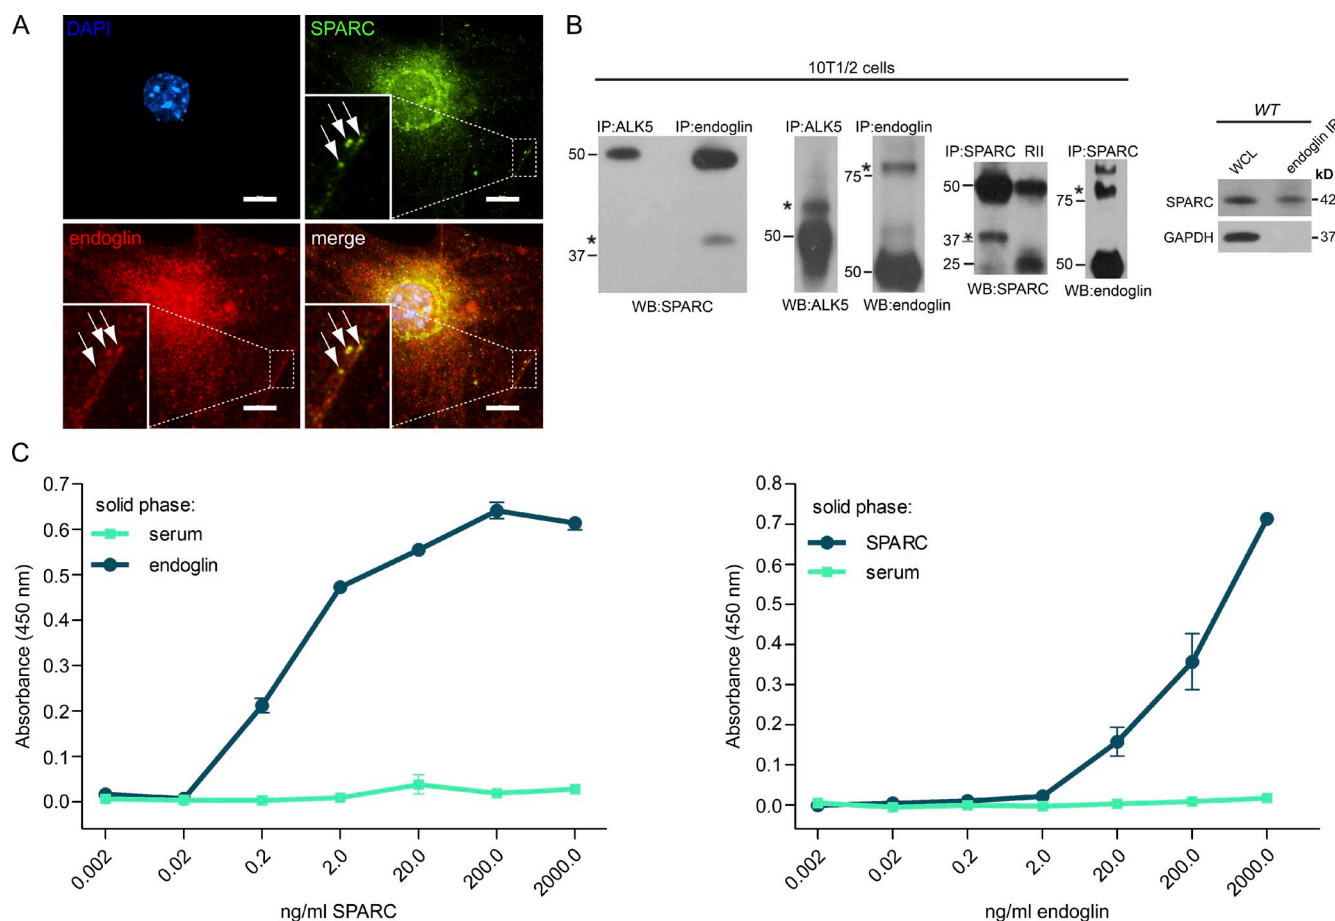 A
DAPI
SPARC
endoglin
merge
B
10T1/2 cells
IP:ALK5 IP:endoglin
50
*
37
WB:SPARC
IP:ALK5
*
50
WB:ALK5
IP:endoglin
*
75
50
WB:endoglin
IP:SPARC RII
50
37 *
25
WB:SPARC
IP:SPARC
*
75
50
WB:endoglin
WT
WCL endoglin IP
kD
SPARC 42
GAPDH 37
C
solid phase:
serum
endoglin
Absorbance (450 nm)
0.7
0.6
0.5
0.4
0.3
0.2
0.1
0.0
0.002 0.02 0.2 2.0 20.0 200.0 2000.0
ng/ml SPARC
solid phase:
SPARC
serum
Absorbance (450 nm)
0.8
0.7
0.6
0.5
0.4
0.3
0.2
0.1
0.0
0.002 0.02 0.2 2.0 20.0 200.0 2000.0
ng/ml endoglin